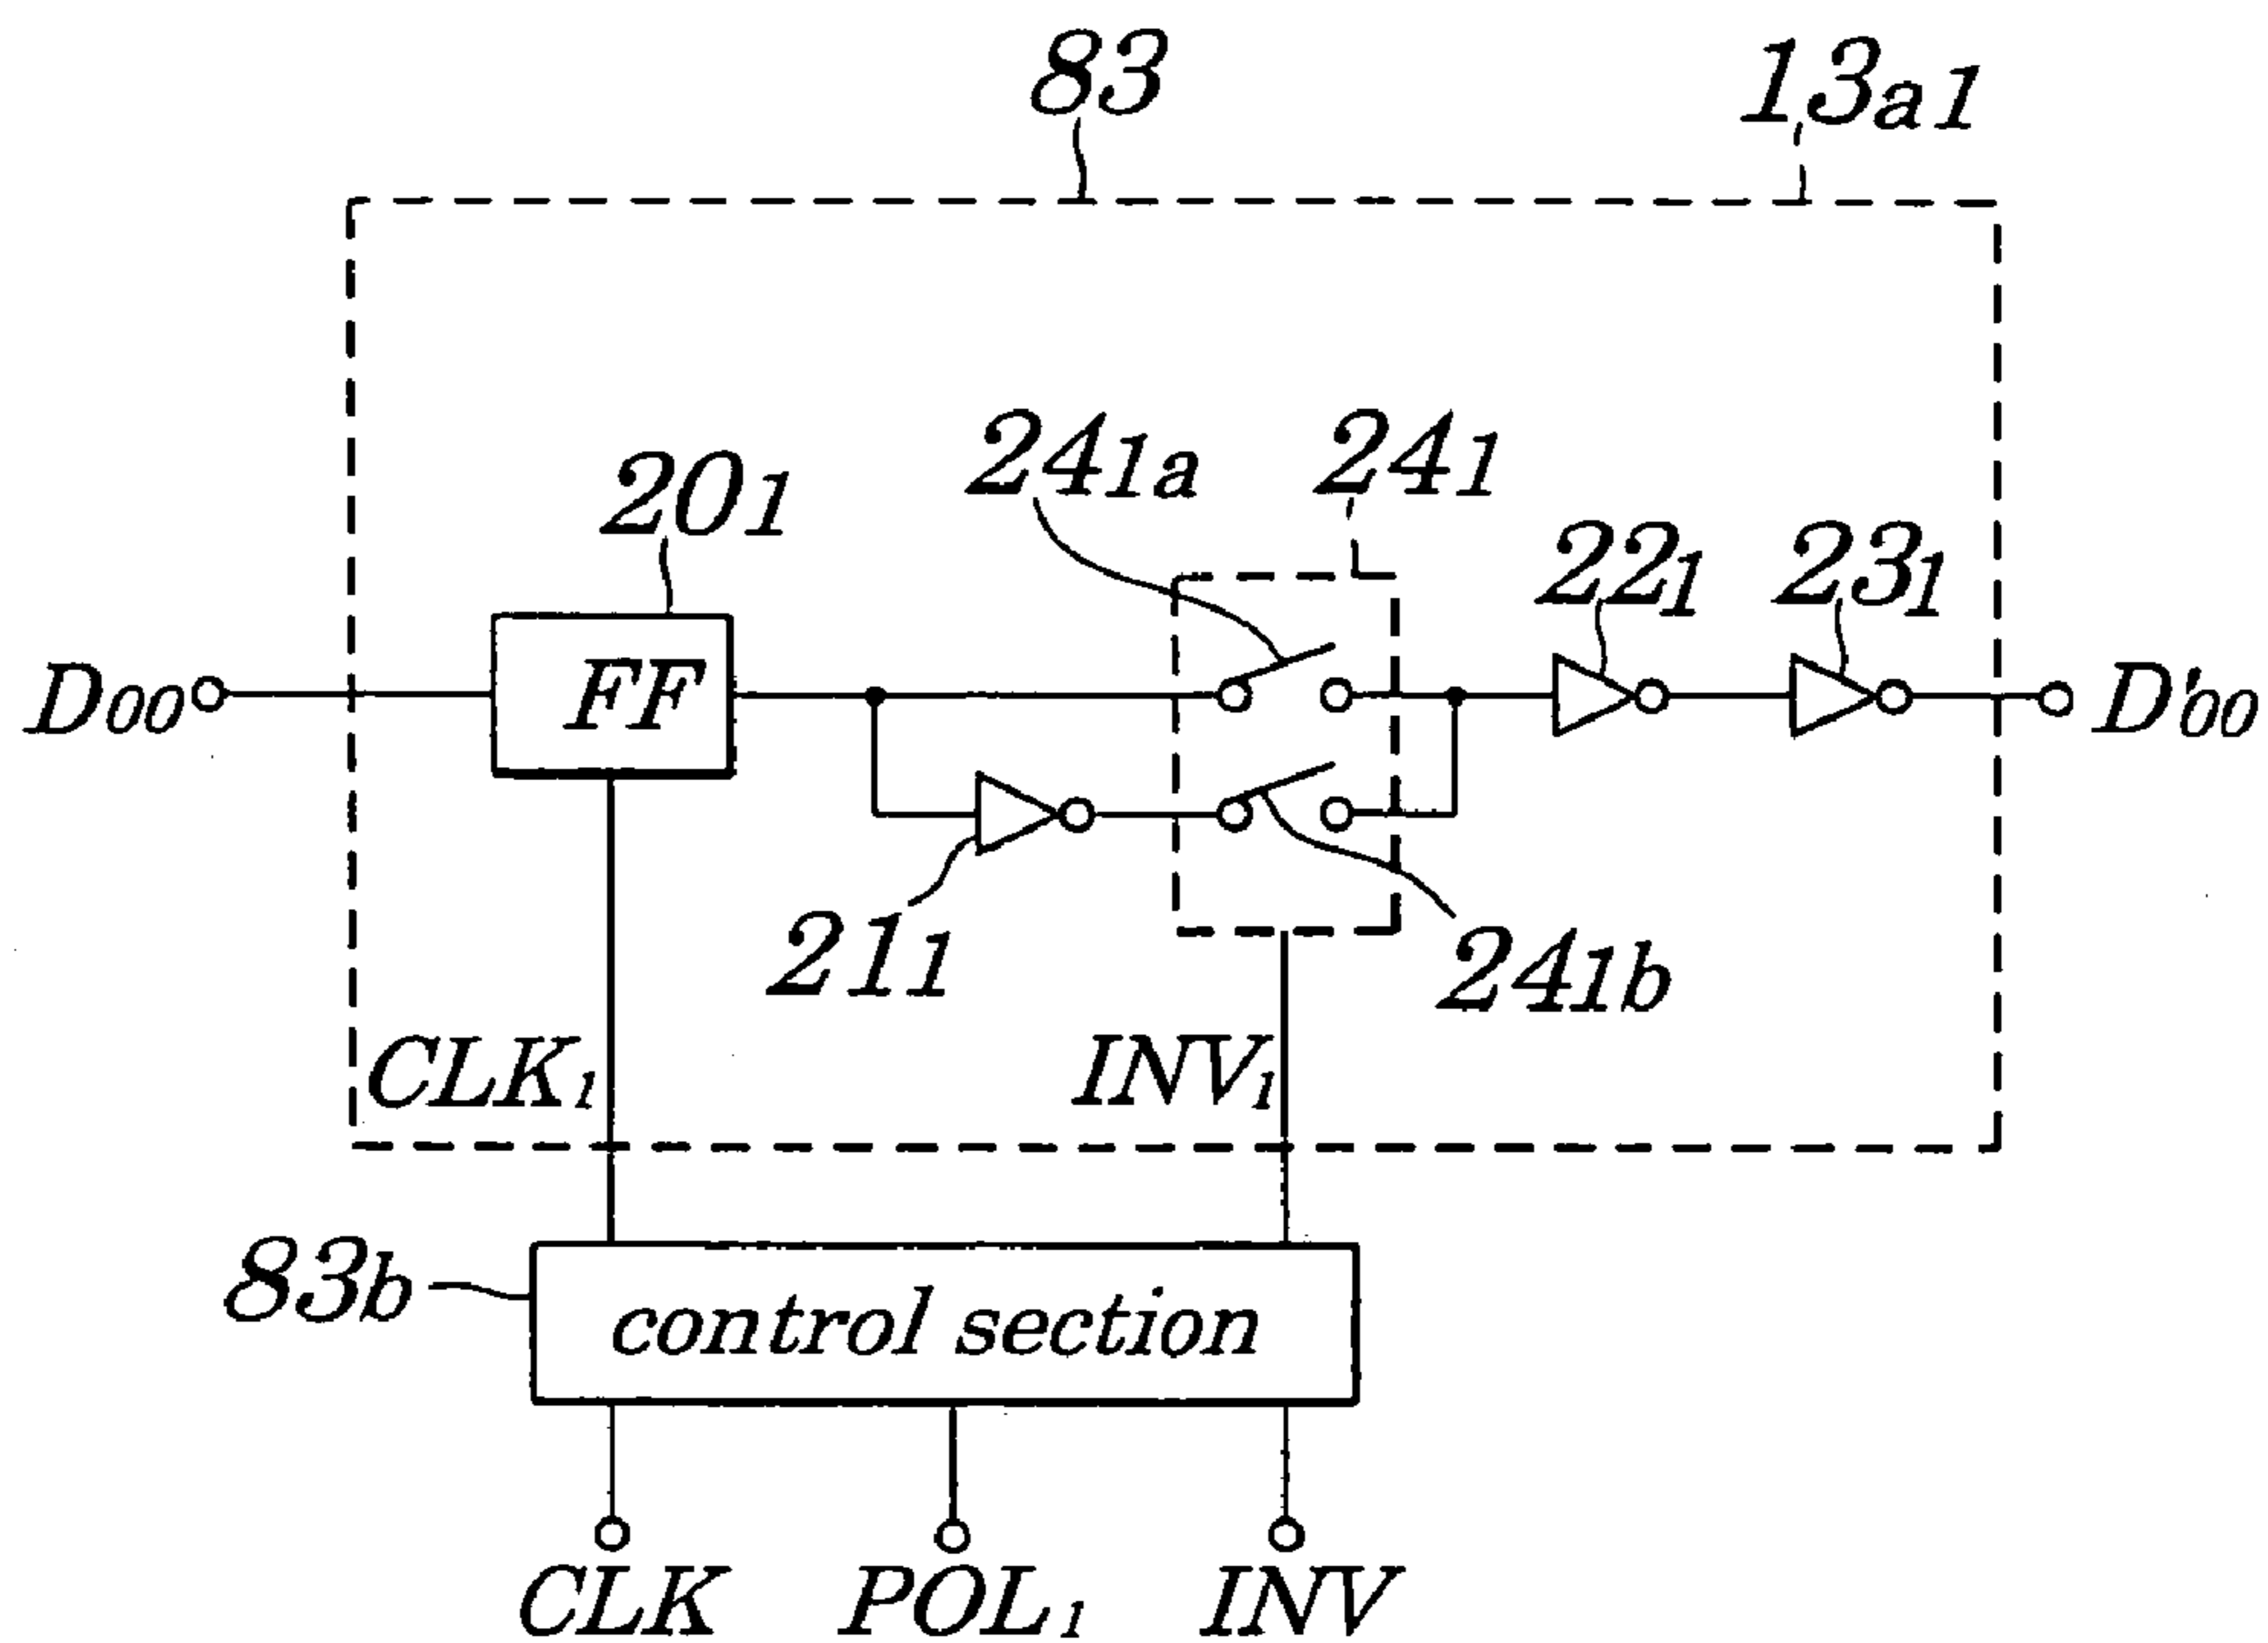 83
13a1
241a
241
201
221
231
D00
FF
D'00
211
241b
CLK1
INV1
83b
control section
CLK
POL1
INV